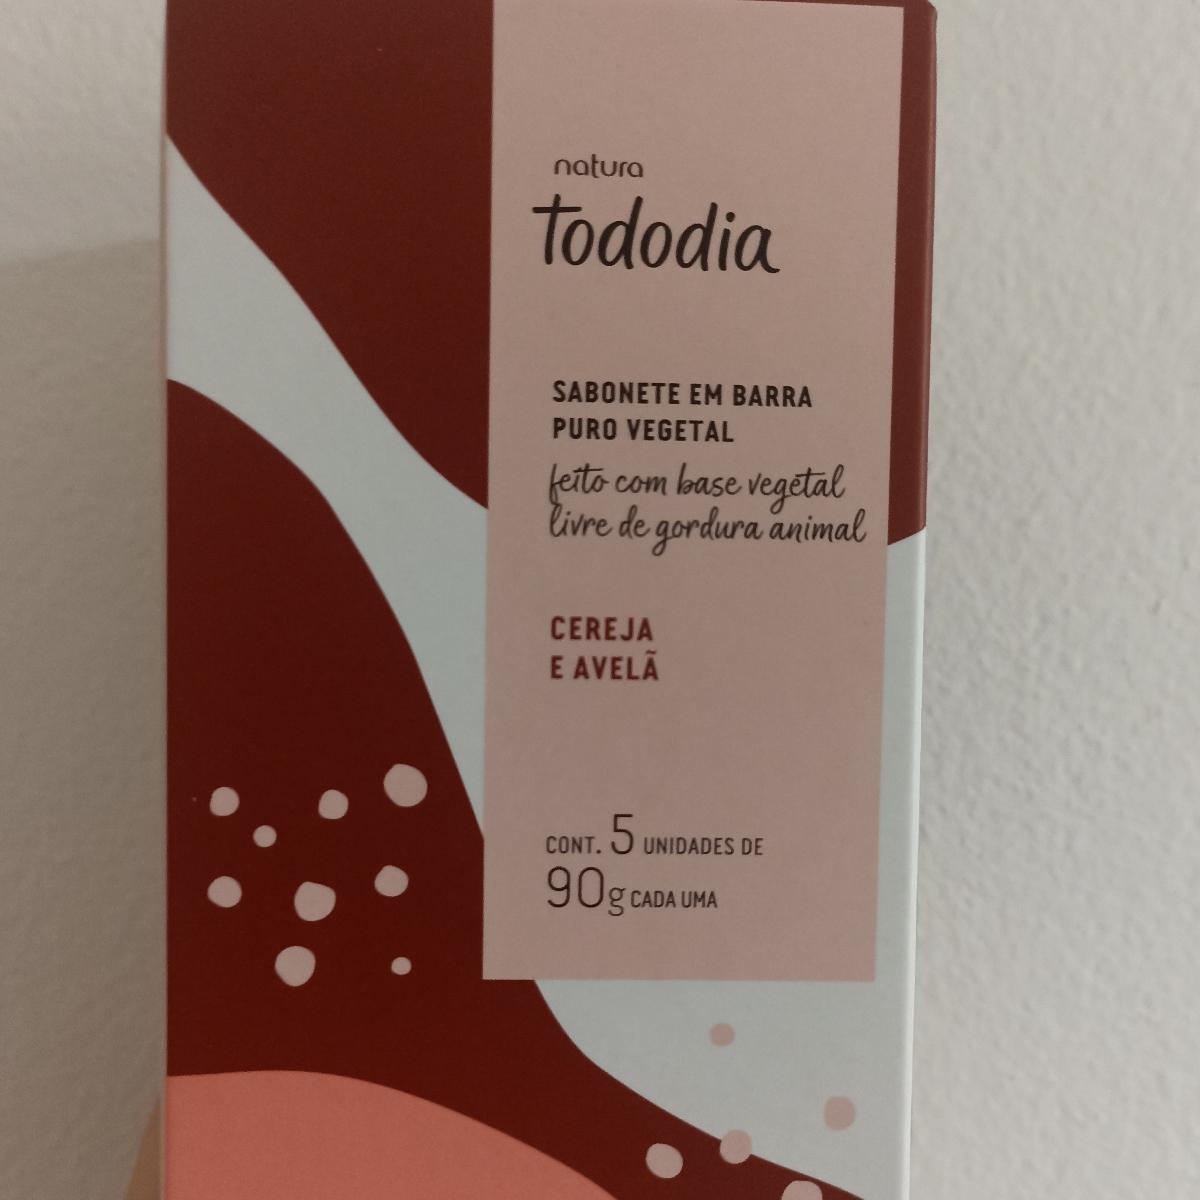 natura
tododia
SABONETE EM BARRA
PURO VEGETAL
feito com base vegetal
livre de gordura animal
CEREJA
E AVELÃ
CONT. 5 UNIDADES DE
90g CADA UMA